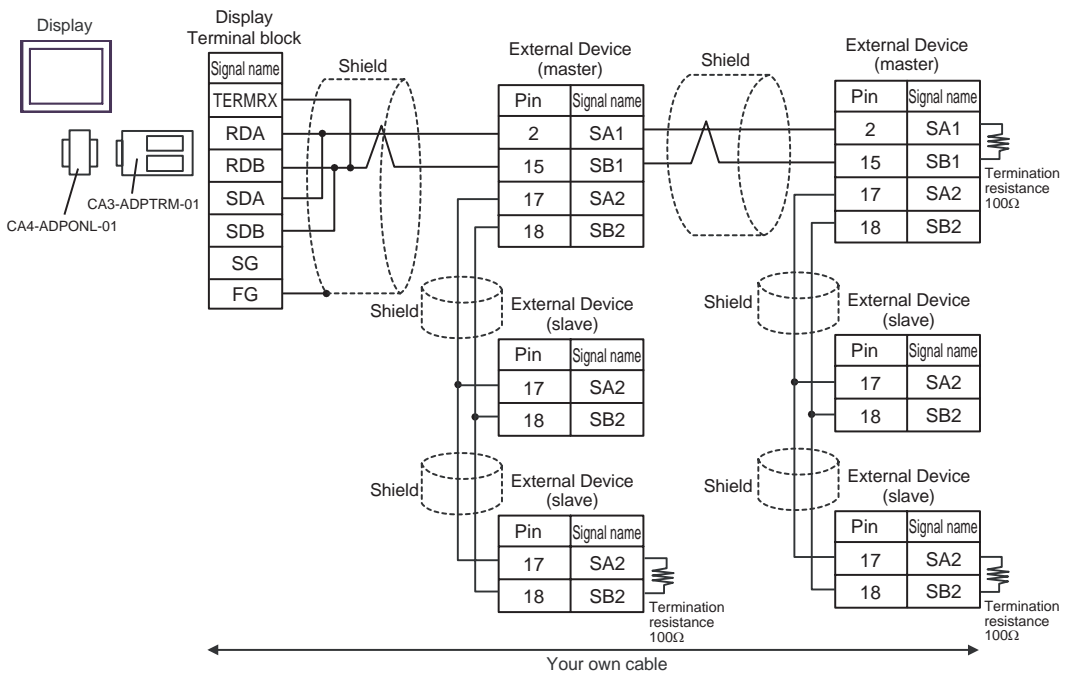 Display
CA4-ADPONL-01
CA3-ADPTRM-01
Display
Terminal block
Signal name
TERMRX
RDA
RDB
SDA
SDB
SG
FG
Shield
External Device
(master)
Pin Signal name
2 SA1
15 SB1
17 SA2
18 SB2
Shield
External Device
(master)
Pin Signal name
2 SA1
15 SB1
17 SA2
18 SB2
Termination
resistance
100Ω
Shield
External Device
(slave)
Pin Signal name
17 SA2
18 SB2
Shield
External Device
(slave)
Pin Signal name
17 SA2
18 SB2
Shield
External Device
(slave)
Pin Signal name
17 SA2
18 SB2
Termination
resistance
100Ω
Shield
External Device
(slave)
Pin Signal name
17 SA2
18 SB2
Termination
resistance
100Ω
Your own cable